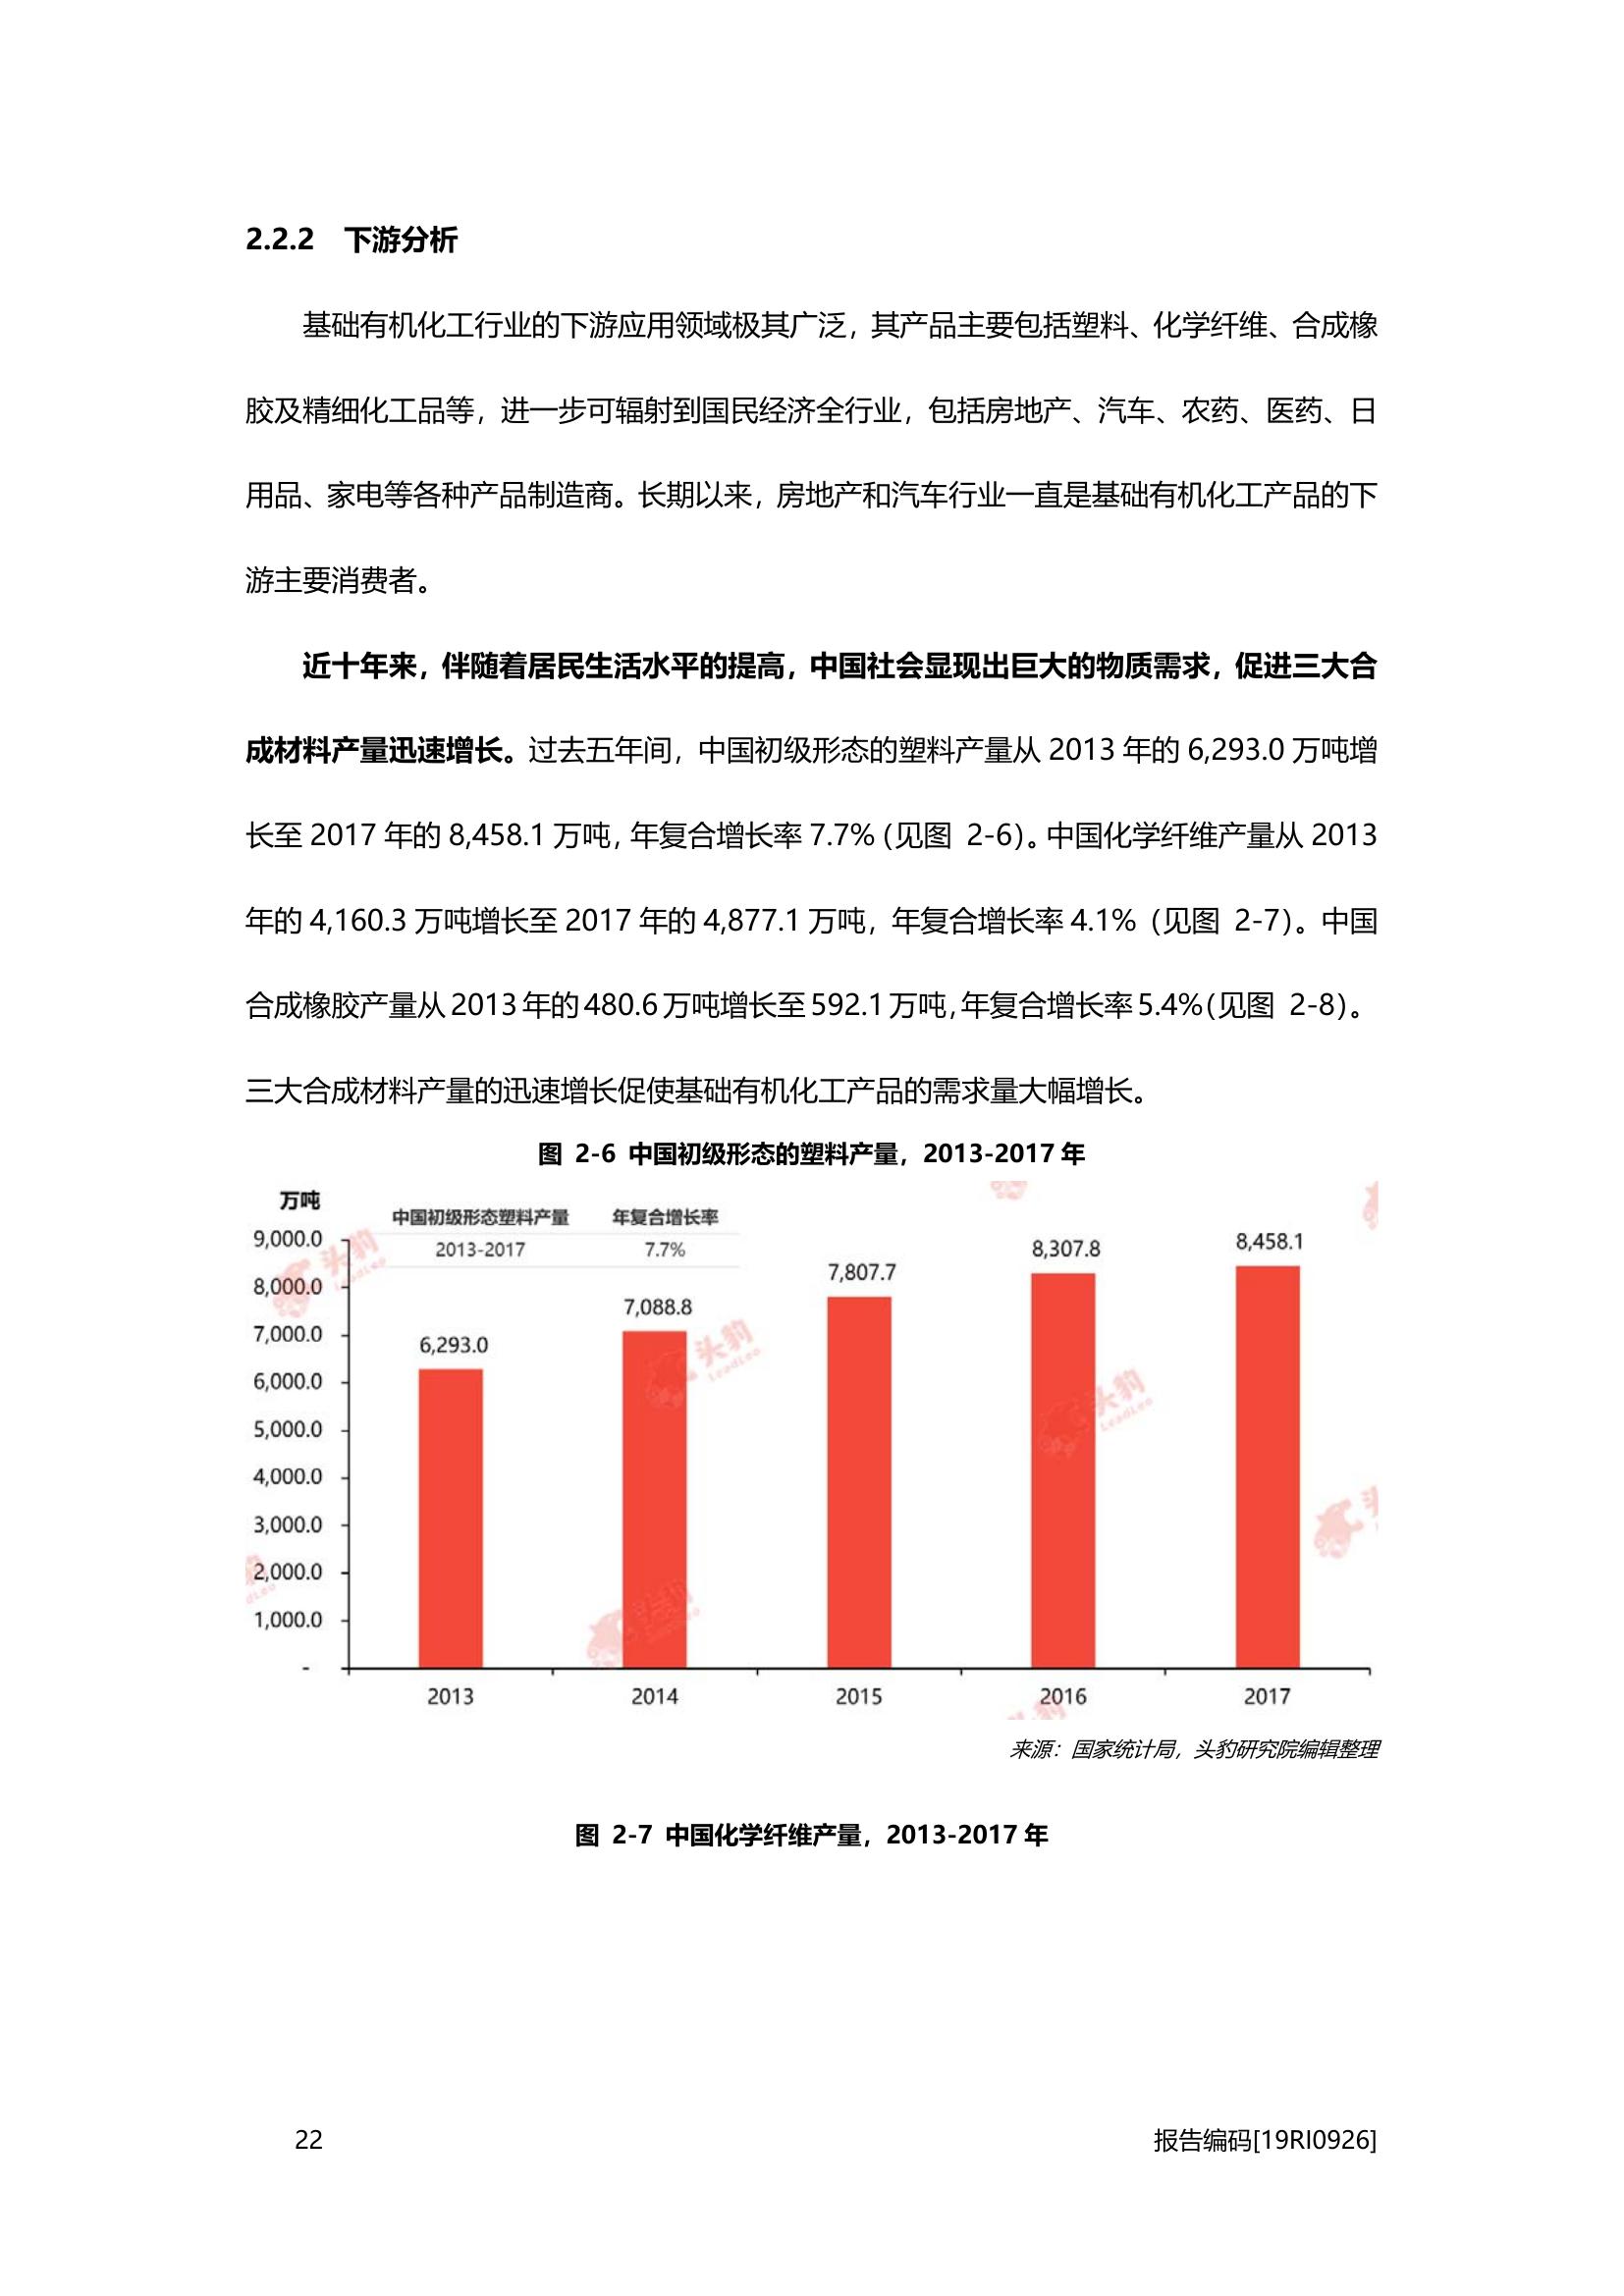 2.2.2 下游分析
基础有机化工行业的下游应用领域极其广泛，其产品主要包括塑料、化学纤维、合成橡
胶及精细化工品等，进一步可辐射到国民经济全行业，包括房地产、汽车、农药、医药、日
用品、家电等各种产品制造商。长期以来，房地产和汽车行业一直是基础有机化工产品的下
游主要消费者。
近十年来，伴随着居民生活水平的提高，中国社会显现出巨大的物质需求，促进三大合
成材料产量迅速增长。过去五年间，中国初级形态的塑料产量从 2013 年的 6,293.0 万吨增
长至 2017 年的 8,458.1 万吨，年复合增长率 7.7%（见图 2-6）。中国化学纤维产量从 2013
年的 4,160.3 万吨增长至 2017 年的 4,877.1 万吨，年复合增长率 4.1%（见图 2-7）。中国
合成橡胶产量从 2013 年的 480.6 万吨增长至 592.1 万吨，年复合增长率 5.4%（见图 2-8）。
三大合成材料产量的迅速增长促使基础有机化工产品的需求量大幅增长。
图 2-6 中国初级形态的塑料产量，2013-2017 年
万吨
中国初级形态塑料产量 年复合增长率
2013-2017 7.7%
9,000.0
8,000.0
7,000.0
6,000.0
5,000.0
4,000.0
3,000.0
2,000.0
1,000.0
-
6,293.0
7,088.8
7,807.7
8,307.8
8,458.1
2013 2014 2015 2016 2017
头豹
LeadLeo
头豹
LeadLeo
头豹
LeadLeo
头豹
来源：国家统计局，头豹研究院编辑整理
图 2-7 中国化学纤维产量，2013-2017 年
22 报告编码[19RI0926]